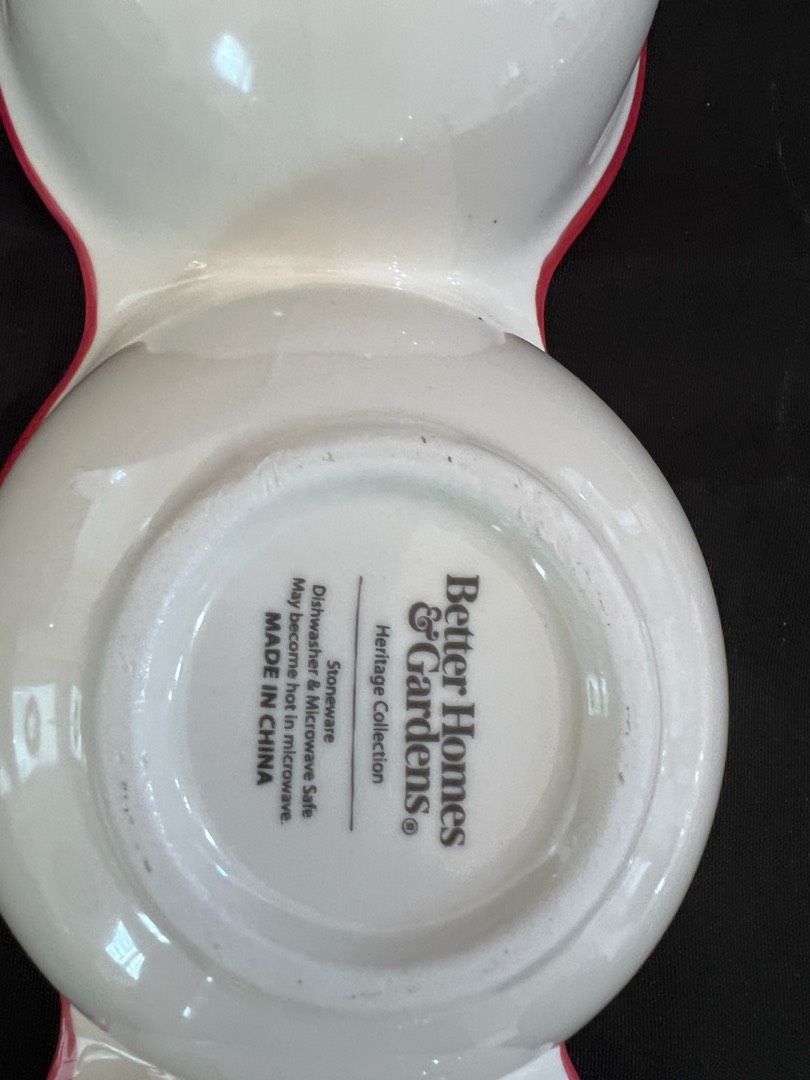 Better Homes
& Gardens®
Heritage Collection
Stoneware
Dishwasher & Microwave Safe
May become hot in microwave.
MADE IN CHINA